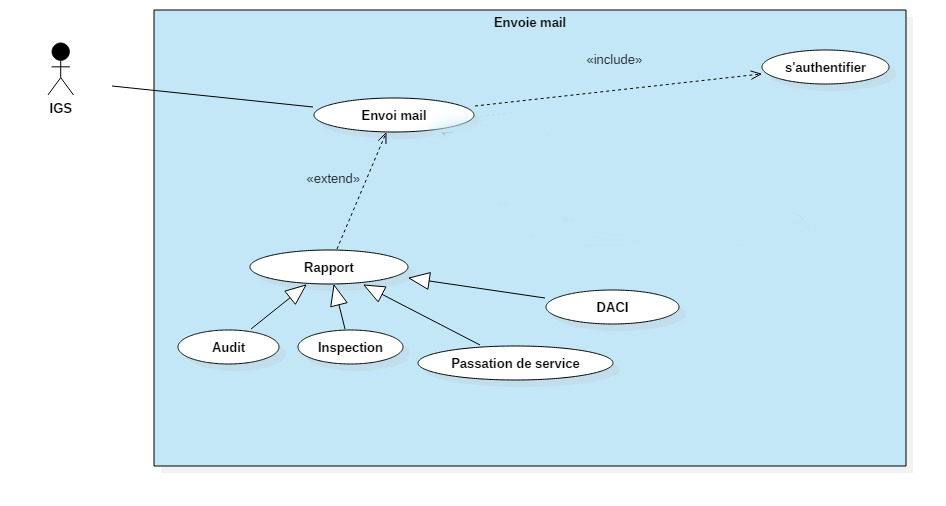 Envoie mail
«include»
s'authentifier
IGS
Envoi mail
«extend»
Rapport
DACI
Audit
Inspection
Passation de service